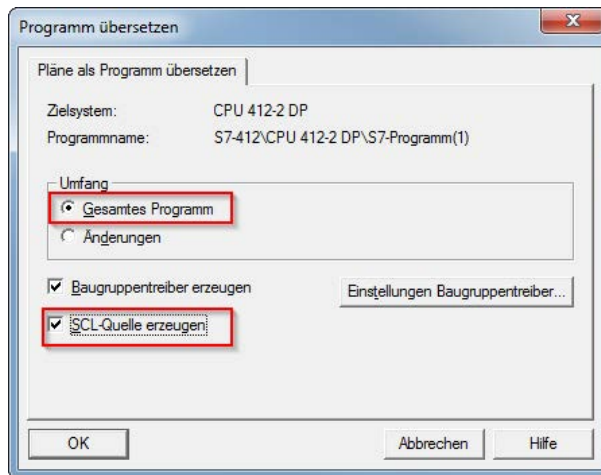 Programm übersetzen
Pläne als Programm übersetzen
Zielsystem: CPU 412-2 DP
Programmname: S7-412\CPU 412-2 DP\S7-Programm(1)
Umfang
Gesamtes Programm
Änderungen
Baugruppentreiber erzeugen Einstellungen Baugruppentreiber...
SCL-Quelle erzeugen
OK Abbrechen Hilfe